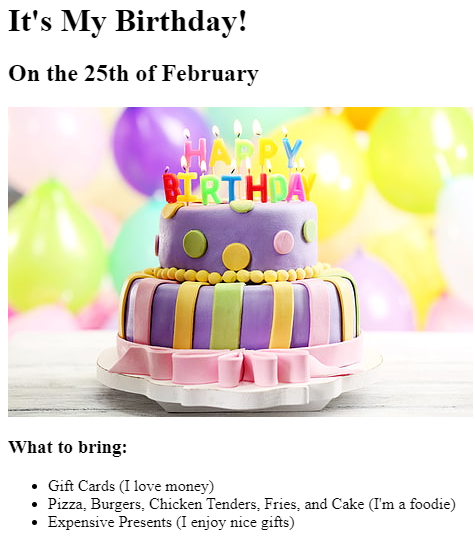 It's My Birthday!
On the 25th of February
HAPPY
BIRTHDAY
What to bring:
Gift Cards (I love money)
Pizza, Burgers, Chicken Tenders, Fries, and Cake (I'm a foodie)
Expensive Presents (I enjoy nice gifts)